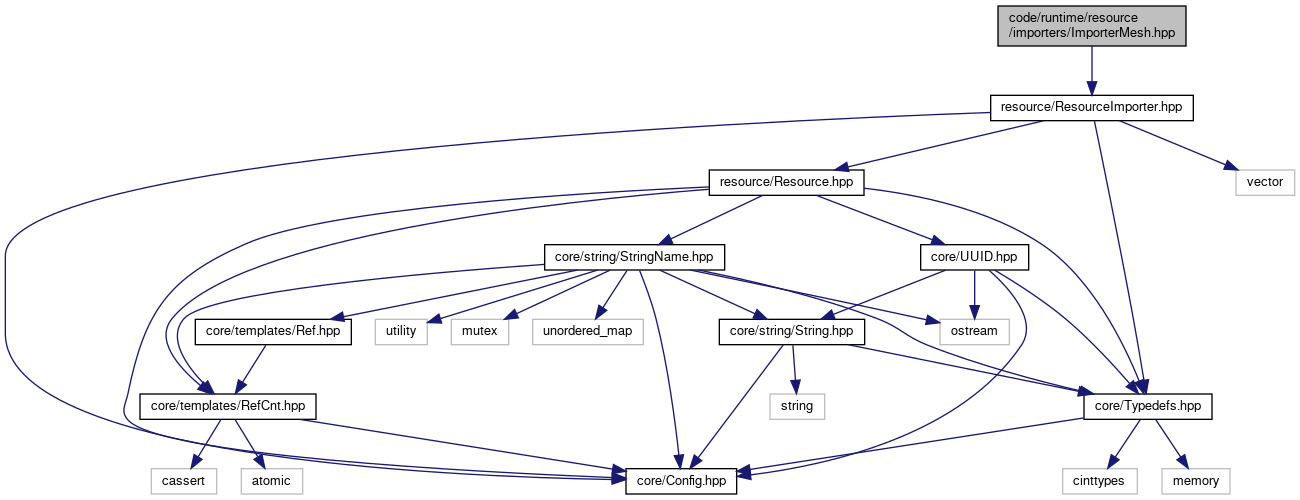 code/runtime/resource
/importers/ImporterMesh.hpp
resource/ResourceImporter.hpp
resource/Resource.hpp
vector
core/string/StringName.hpp
core/UUID.hpp
core/templates/Ref.hpp
utility
mutex
unordered_map
core/string/String.hpp
ostream
core/templates/RefCnt.hpp
string
core/Typedefs.hpp
cassert
atomic
core/Config.hpp
cinttypes
memory